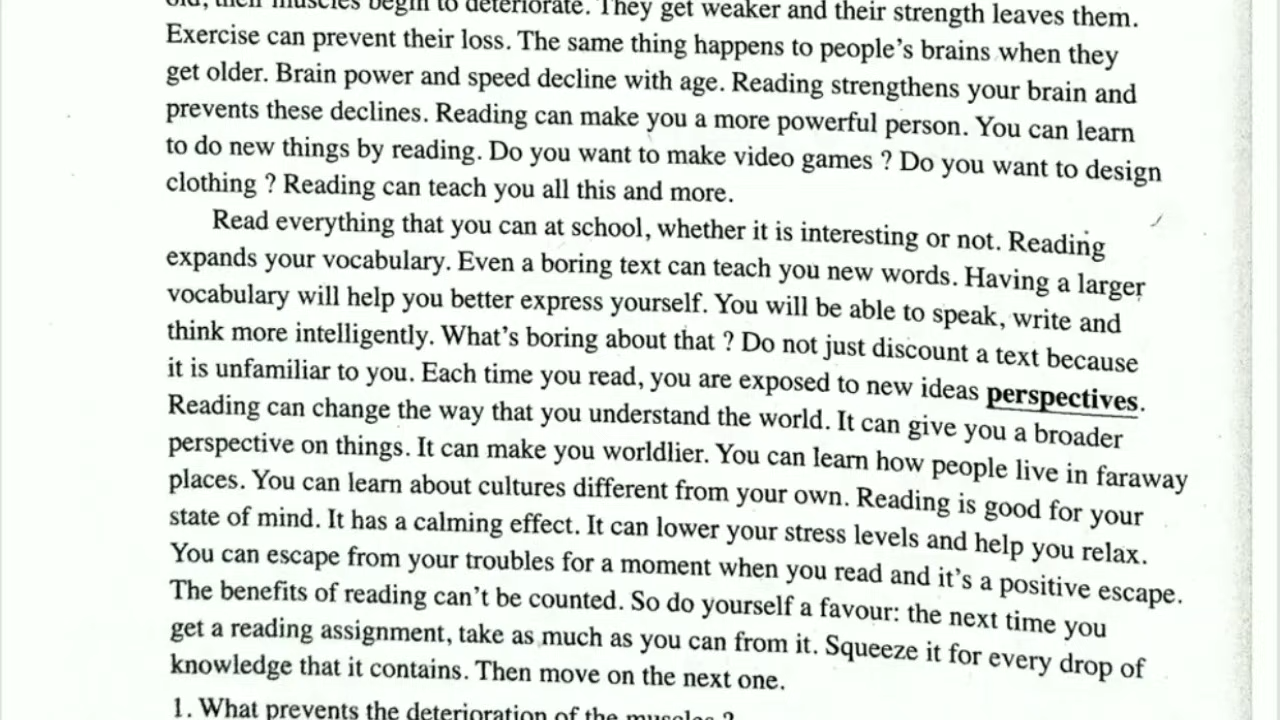 old, their muscles begin to deteriorate. They get weaker and their strength leaves them.
Exercise can prevent their loss. The same thing happens to people's brains when they
get older. Brain power and speed decline with age. Reading strengthens your brain and
prevents these declines. Reading can make you a more powerful person. You can learn
to do new things by reading. Do you want to make video games ? Do you want to design
clothing ? Reading can teach you all this and more.
Read everything that you can at school, whether it is interesting or not. Reading
expands your vocabulary. Even a boring text can teach you new words. Having a larger
vocabulary will help you better express yourself. You will be able to speak, write and
think more intelligently. What's boring about that ? Do not just discount a text because
it is unfamiliar to you. Each time you read, you are exposed to new ideas perspectives.
Reading can change the way that you understand the world. It can give you a broader
perspective on things. It can make you worldlier. You can learn how people live in faraway
places. You can learn about cultures different from your own. Reading is good for your
state of mind. It has a calming effect. It can lower your stress levels and help you relax.
You can escape from your troubles for a moment when you read and it's a positive escape.
The benefits of reading can't be counted. So do yourself a favour: the next time you
get a reading assignment, take as much as you can from it. Squeeze it for every drop of
knowledge that it contains. Then move on the next one.
1. What prevents the deterioration of the muscles ?